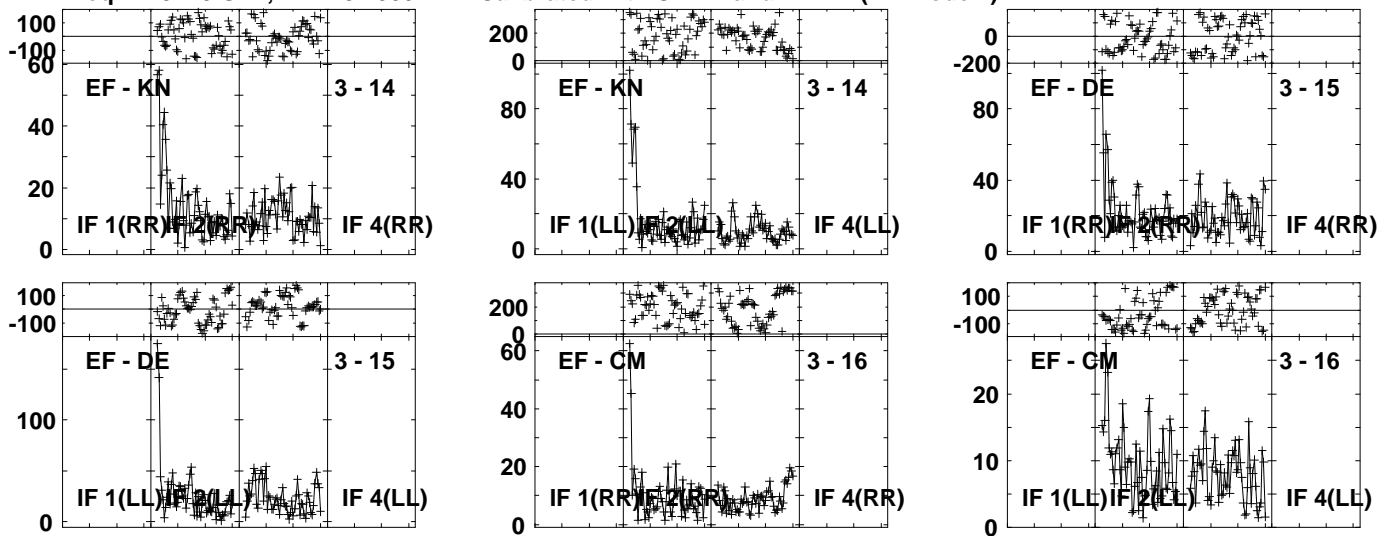 100
-100
60
EF - KN
3 - 14
40
20
0
IF 1(RR)
IF 2(RR)
IF 4(RR)
200
0
EF - KN
3 - 14
80
40
0
IF 1(LL)
IF 2(LL)
IF 4(LL)
0
-200
EF - DE
3 - 15
80
40
0
IF 1(RR)
IF 2(RR)
IF 4(RR)
100
-100
EF - DE
3 - 15
100
0
IF 1(LL)
IF 2(LL)
IF 4(LL)
200
0
60
EF - CM
3 - 16
40
20
0
IF 1(RR)
IF 2(RR)
IF 4(RR)
100
-100
EF - CM
3 - 16
20
10
0
IF 1(LL)
IF 2(LL)
IF 4(LL)